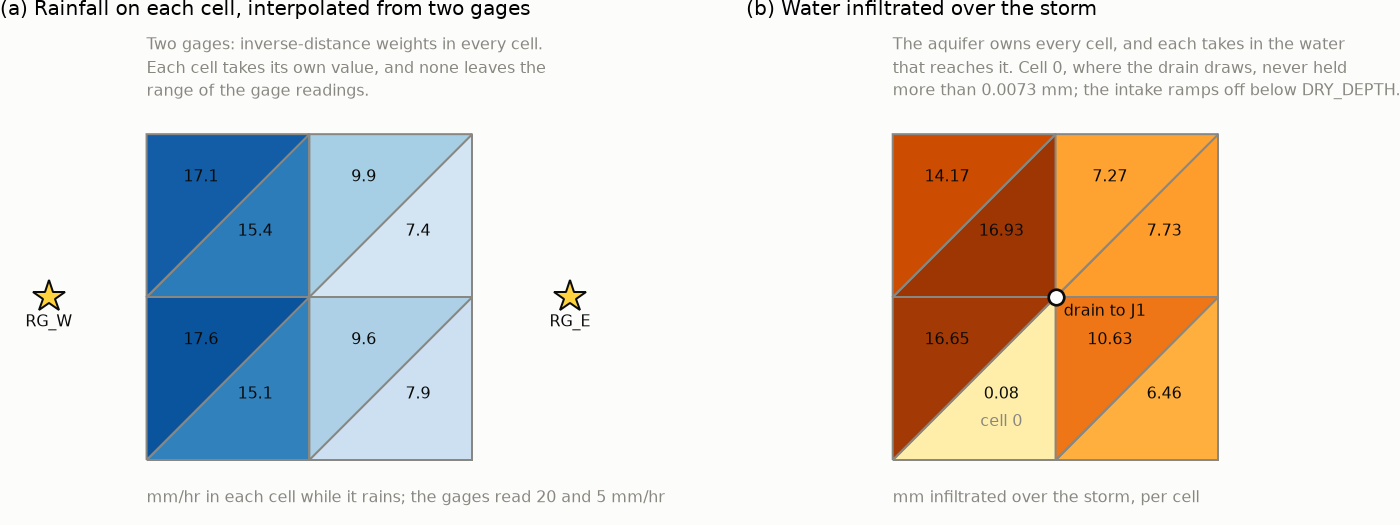 (a) Rainfall on each cell, interpolated from two gages
Two gages: inverse-distance weights in every cell.
Each cell takes its own value, and none leaves the
range of the gage readings.
17.1
9.9
15.4
7.4
RG_W
RG_E
17.6
9.6
15.1
7.9
mm/hr in each cell while it rains; the gages read 20 and 5 mm/hr
(b) Water infiltrated over the storm
The aquifer owns every cell, and each takes in the water
that reaches it. Cell 0, where the drain draws, never held
more than 0.0073 mm; the intake ramps off below DRY_DEPTH.
14.17
7.27
16.93
7.73
drain to J1
16.65
10.63
0.08
6.46
cell 0
mm infiltrated over the storm, per cell